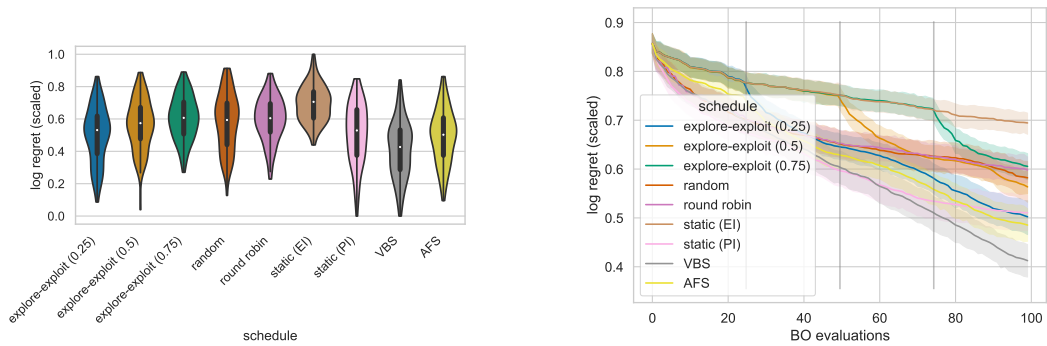 log regret (scaled)
1.0
0.8
0.6
0.4
0.2
0.0
explore-exploit (0.25)
explore-exploit (0.5)
explore-exploit (0.75)
random
round robin
static (EI)
static (PI)
VBS
AFS
schedule
log regret (scaled)
0.9
0.8
0.7
0.6
0.5
0.4
schedule
explore-exploit (0.25)
explore-exploit (0.5)
explore-exploit (0.75)
random
round robin
static (EI)
static (PI)
VBS
AFS
0 20 40 60 80 100
BO evaluations